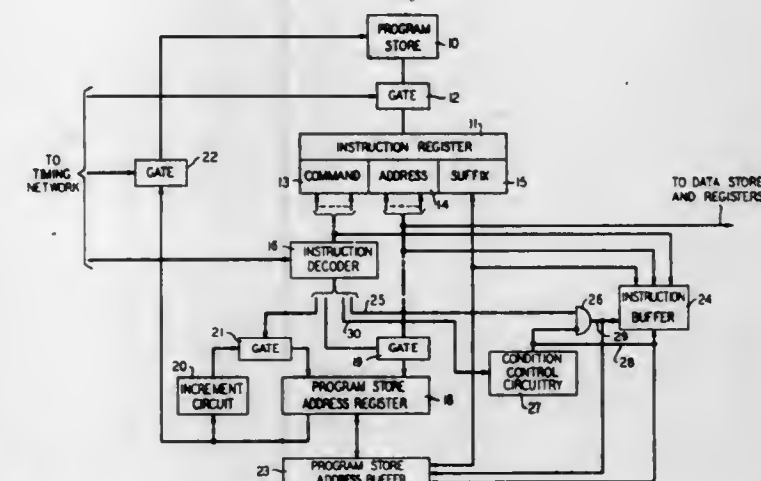 PROGRAM
STORE
10
GATE
12
11
INSTRUCTION REGISTER
TO
TIMING
NETWORK
GATE
22
13
COMMAND
ADDRESS
SUFFIX
15
14
TO DATA STORE
AND REGISTERS
16
INSTRUCTION
DECODER
25
30
26
INSTRUCTION
BUFFER
24
29
28
21
GATE
19
GATE
20
INCREMENT
CIRCUIT
PROGRAM STORE
ADDRESS REGISTER
18
CONDITION
CONTROL
CIRCUITRY
27
23
PROGRAM STORE
ADDRESS BUFFER